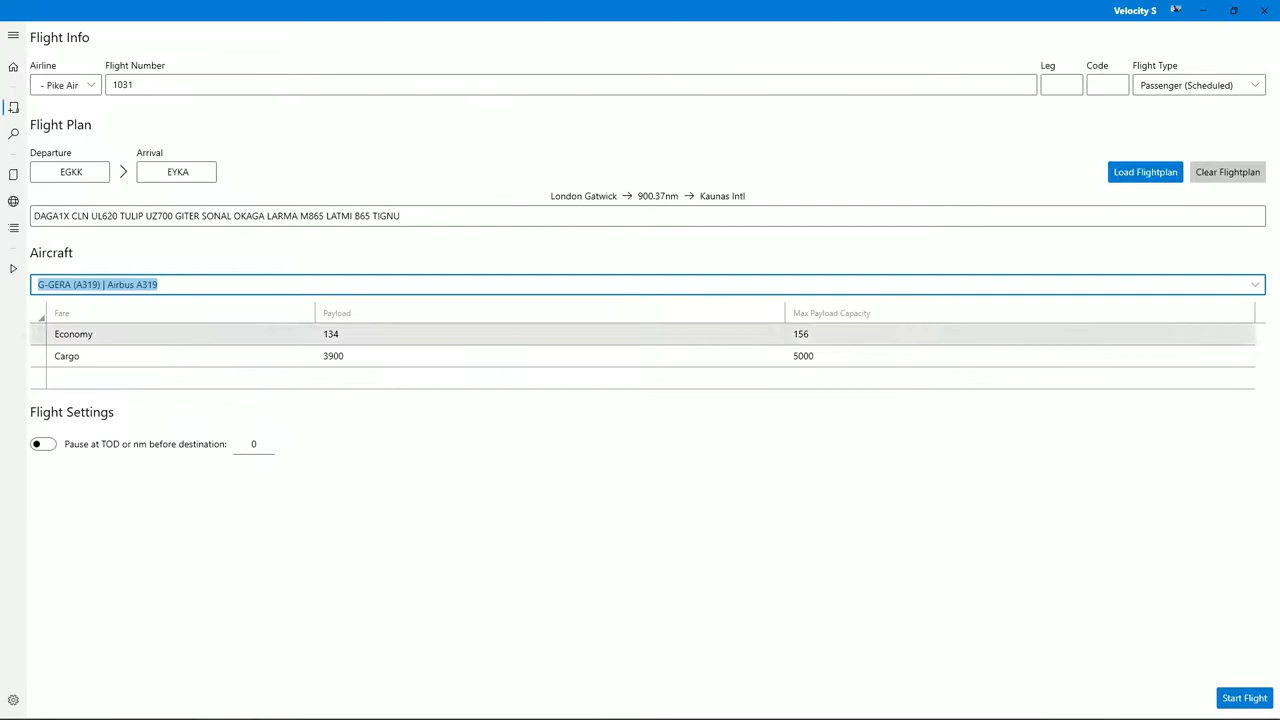 Velocity S
Flight Info
Airline Flight Number Leg Code Flight Type
- Pike Air 1031 Passenger (Scheduled)
Flight Plan
Departure Arrival
EGKK EYKA Load Flightplan Clear Flightplan
London Gatwick → 900.37nm → Kaunas Intl
DAGA1X CLN UL620 TULIP UZ700 GITER SONAL OKAGA LARMA M865 LATMI B65 TIGNU
Aircraft
G-GERA (A319) | Airbus A319
Fare Payload Max Payload Capacity
Economy 134 156
Cargo 3900 5000
Flight Settings
Pause at TOD or nm before destination: 0
Start Flight